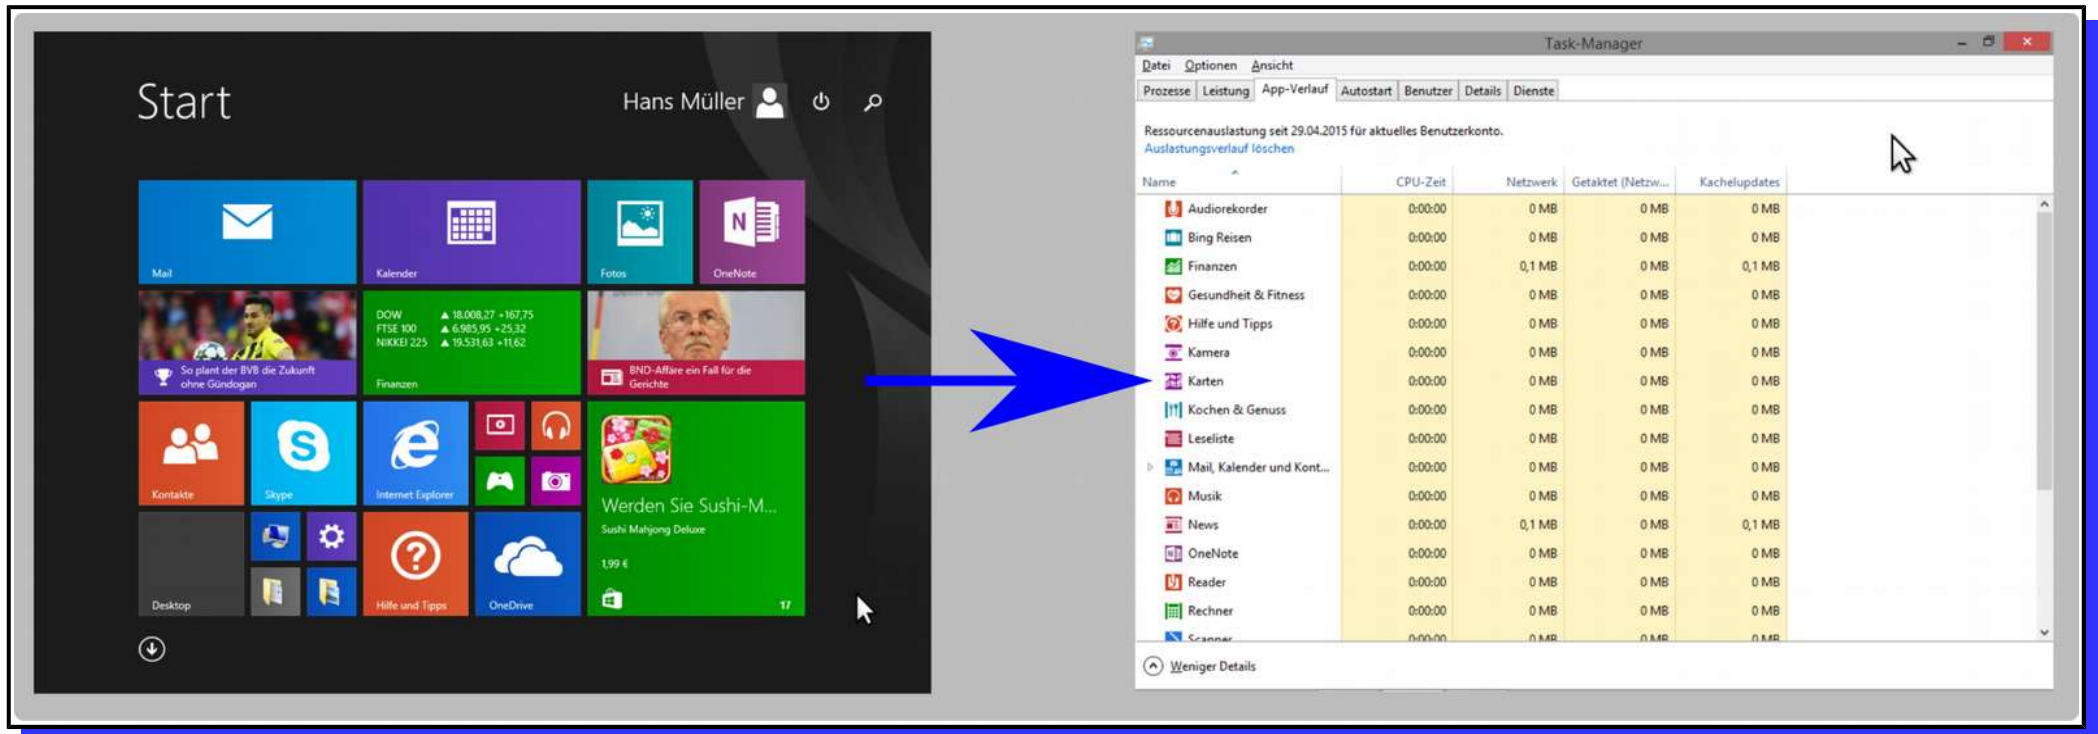 Start
Hans Müller
Mail
Kalender
Fotos
OneNote
So plant der BVB die Zukunft
ohne Gündogan
DOW ▲ 18.008,27 +167,75
FTSE 100 ▲ 6.985,95 +25,32
NIKKEI 225 ▲ 19.531,63 +11,62
Finanzen
BND-Affäre ein Fall für die
Gerichte
Kontakte
Skype
Internet Explorer
Werden Sie Sushi-M...
Sushi Mahjong Deluxe
1,99 €
17
Desktop
Hilfe und Tipps
OneDrive
Task-Manager
Datei Optionen Ansicht
Prozesse Leistung App-Verlauf Autostart Benutzer Details Dienste
Ressourcenauslastung seit 29.04.2015 für aktuelles Benutzerkonto.
Auslastungsverlauf löschen
Name CPU-Zeit Netzwerk Getaktet (Netzw... Kachelupdates
Audiorekorder 0:00:00 0 MB 0 MB 0 MB
Bing Reisen 0:00:00 0 MB 0 MB 0 MB
Finanzen 0:00:00 0,1 MB 0 MB 0,1 MB
Gesundheit & Fitness 0:00:00 0 MB 0 MB 0 MB
Hilfe und Tipps 0:00:00 0 MB 0 MB 0 MB
Kamera 0:00:00 0 MB 0 MB 0 MB
Karten 0:00:00 0 MB 0 MB 0 MB
Kochen & Genuss 0:00:00 0 MB 0 MB 0 MB
Leseliste 0:00:00 0 MB 0 MB 0 MB
Mail, Kalender und Kont... 0:00:00 0 MB 0 MB 0 MB
Musik 0:00:00 0 MB 0 MB 0 MB
News 0:00:00 0,1 MB 0 MB 0,1 MB
OneNote 0:00:00 0 MB 0 MB 0 MB
Reader 0:00:00 0 MB 0 MB 0 MB
Rechner 0:00:00 0 MB 0 MB 0 MB
Scanner 0:00:00 0 MB 0 MB 0 MB
Weniger Details